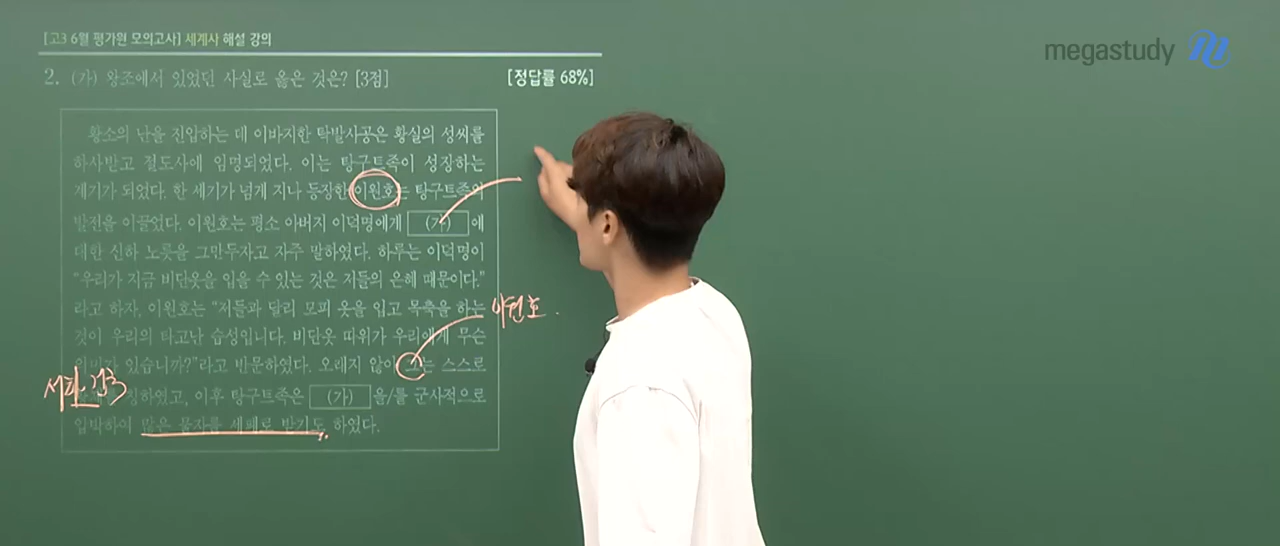 [고3 6월 평가원 모의고사] 세계사 해설 강의
megastudy
2. (가) 왕조에서 있었던 사실로 옳은 것은? [3점]
[정답률 68%]
황소의 난을 진압하는 데 이바지한 탁발사공은 황실의 성씨를
하사받고 절도사에 임명되었다. 이는 탕구트족이 성장하는
계기가 되었다. 한 세기가 넘게 지나 등장한 이원호는 탕구트족의
발전을 이끌었다. 이원호는 평소 아버지 이덕명에게 (가) 에
대한 신하 노릇을 그만두자고 자주 말하였다. 하루는 이덕명이
“우리가 지금 비단옷을 입을 수 있는 것은 저들의 은혜 때문이다.”
라고 하자, 이원호는 “저들과 달리 모피 옷을 입고 목축을 하는
이원호.
것이 우리의 타고난 습성입니다. 비단옷 따위가 우리에게 무슨
있습니까?”라고 반문하였다. 오래지 않아 그는 스스로
서하 건국
칭하였고, 이후 탕구트족은 (가) 을/를 군사적으로
압박하여 많은 물자를 세폐로 받기도 하였다.